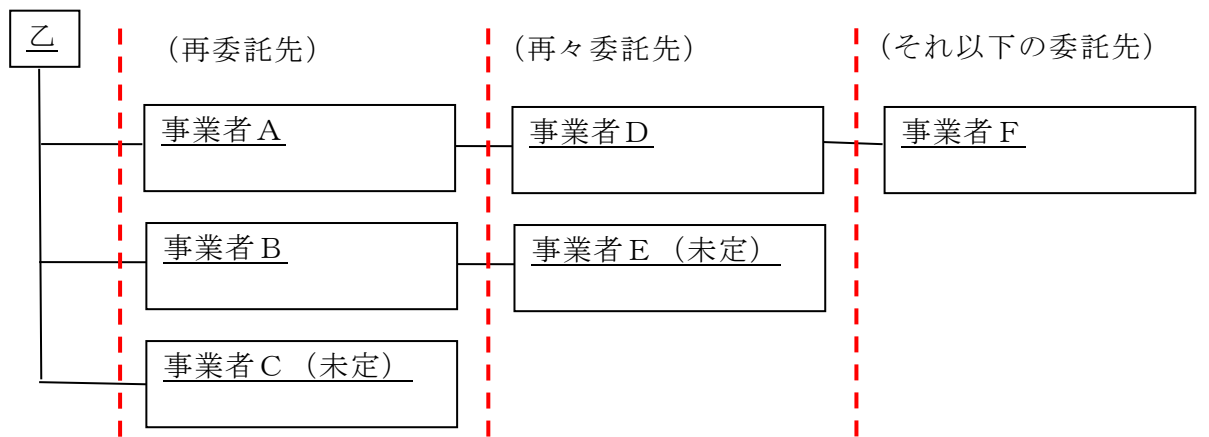 乙
（再委託先）
（再々委託先）
（それ以下の委託先）
事業者Ａ
事業者Ｄ
事業者Ｆ
事業者Ｂ
事業者Ｅ（未定）
事業者Ｃ（未定）